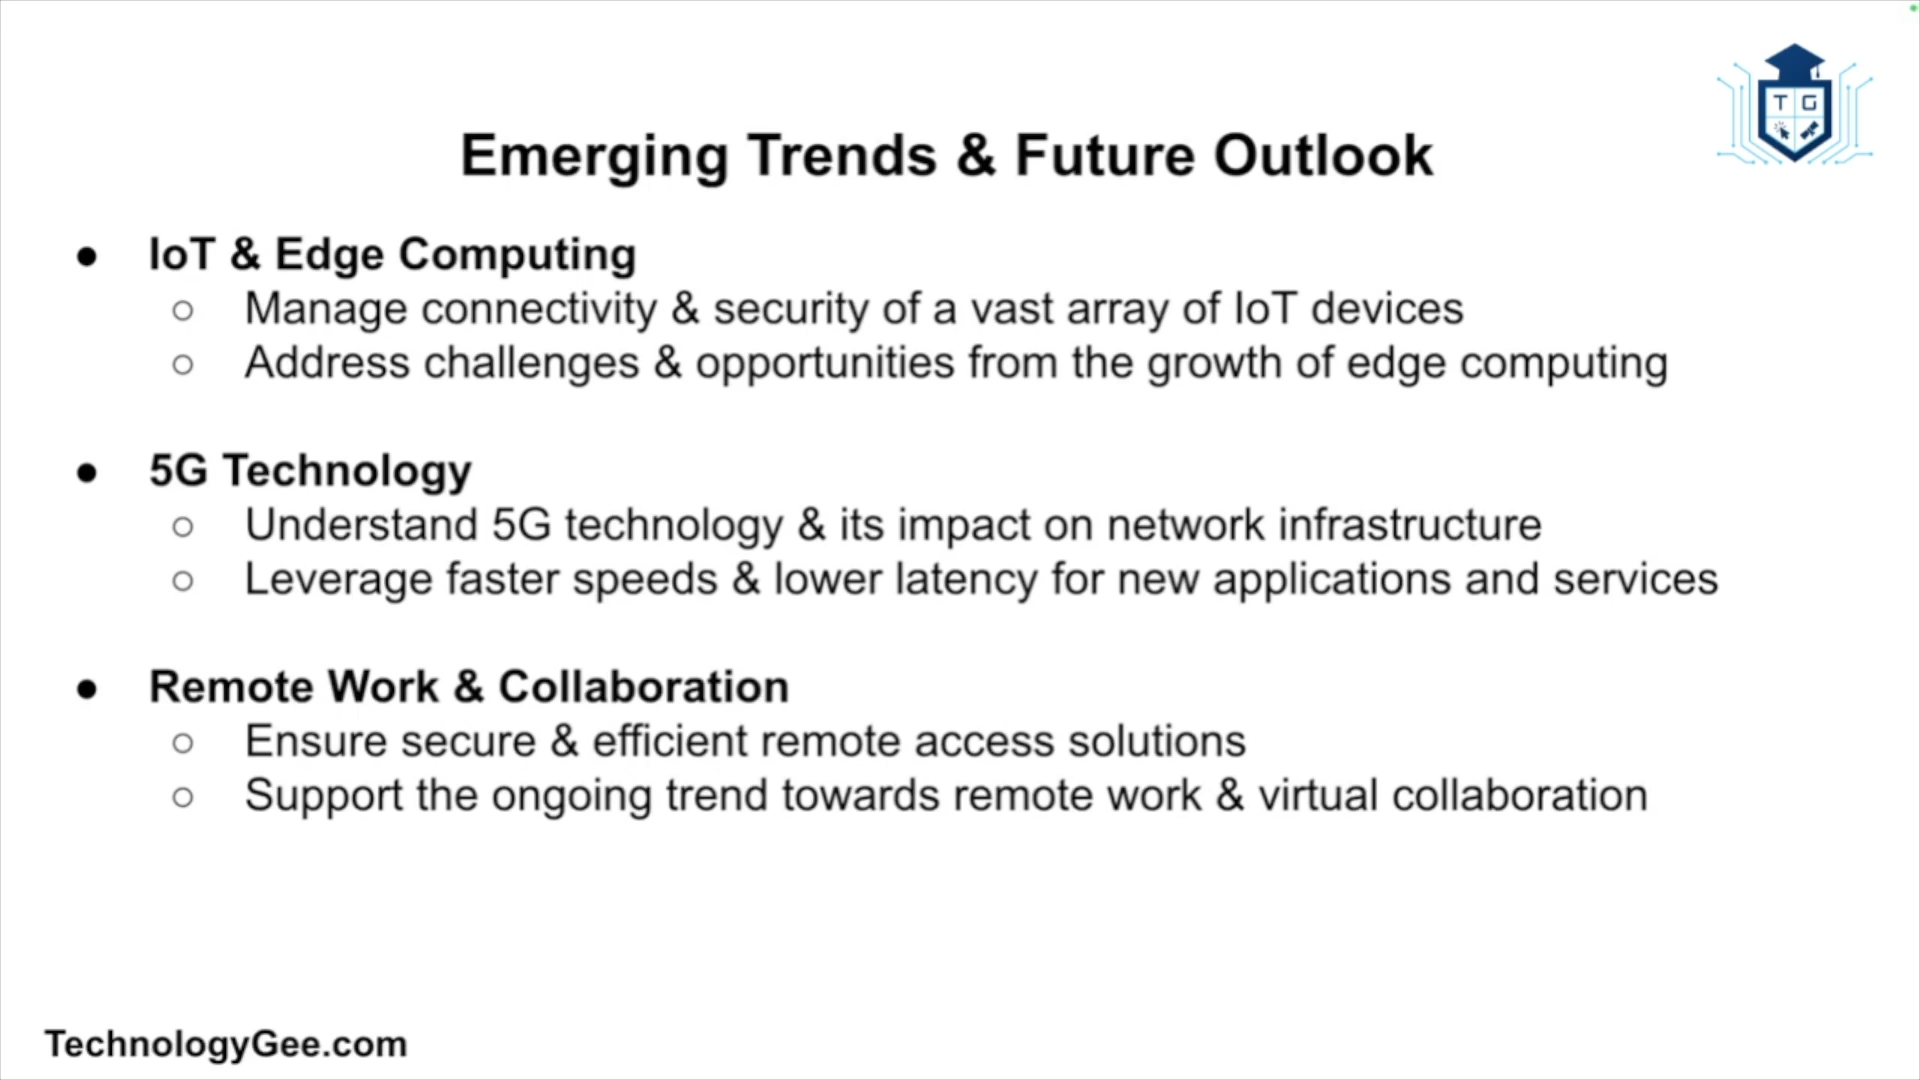 T G
Emerging Trends & Future Outlook
● IoT & Edge Computing
○ Manage connectivity & security of a vast array of IoT devices
○ Address challenges & opportunities from the growth of edge computing
● 5G Technology
○ Understand 5G technology & its impact on network infrastructure
○ Leverage faster speeds & lower latency for new applications and services
● Remote Work & Collaboration
○ Ensure secure & efficient remote access solutions
○ Support the ongoing trend towards remote work & virtual collaboration
TechnologyGee.com